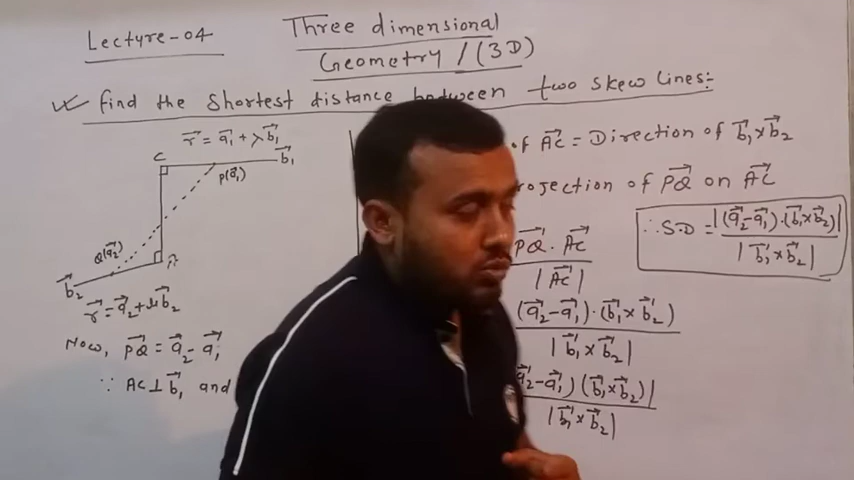 Lecture-04
Three dimensional
Geometry / (3D)
✓ find the shortest distance between two skew lines:
r⃗ = a⃗₁ + λb⃗₁
C
b⃗₁
P(a⃗₁)
Q(a⃗₂)
A
b⃗₂
r⃗ = a⃗₂ + μb⃗₂
Now, PQ⃗ = a⃗₂ - a⃗₁
∵ AC ⊥ b⃗₁ and
of AC⃗ = Direction of b⃗₁ × b⃗₂
rojection of PQ⃗ on AC⃗
PQ⃗ . AC⃗
|AC⃗|
(a⃗₂ - a⃗₁) . (b⃗₁ × b⃗₂)
|b⃗₁ × b⃗₂|
a⃗₂ - a⃗₁) (b⃗₁ × b⃗₂)|
|b⃗₁ × b⃗₂|
∴ S.D = |(a⃗₂ - a⃗₁) . (b⃗₁ × b⃗₂)|
|b⃗₁ × b⃗₂|